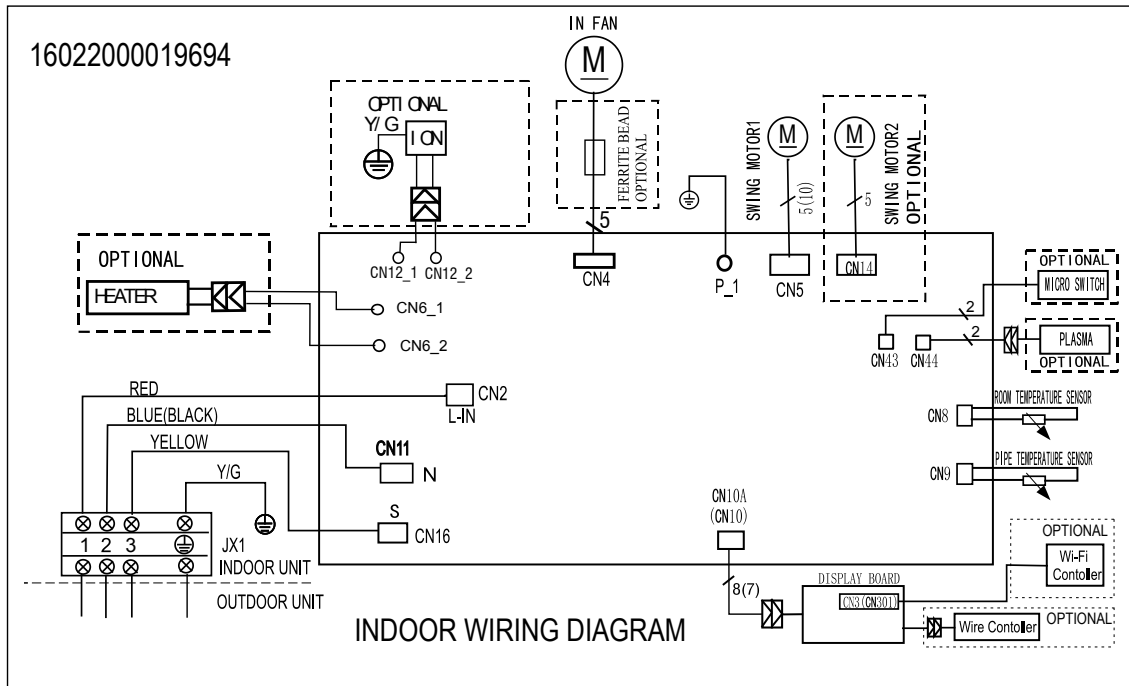 16022000019694
IN FAN
M
OPTIONAL
Y/G
ION
FERRITE BEAD
OPTIONAL
5
SWING MOTOR1
M
5(10)
M
5
SWING MOTOR2
OPTIONAL
CN12_1
CN12_2
CN4
P_1
CN5
CN14
OPTIONAL
HEATER
CN6_1
CN6_2
OPTIONAL
MICRO SWITCH
2
2
PLASMA
OPTIONAL
CN43
CN44
RED
CN2
L-IN
BLUE(BLACK)
CN11
N
YELLOW
Y/G
S
CN16
ROOM TEMPERATURE SENSOR
CN8
PIPE TEMPERATURE SENSOR
CN9
CN10A
(CN10)
8(7)
1 2 3
JX1
INDOOR UNIT
OUTDOOR UNIT
DISPLAY BOARD
CN3(CN301)
OPTIONAL
Wi-Fi
Contoller
Wire Contoller
OPTIONAL
INDOOR WIRING DIAGRAM